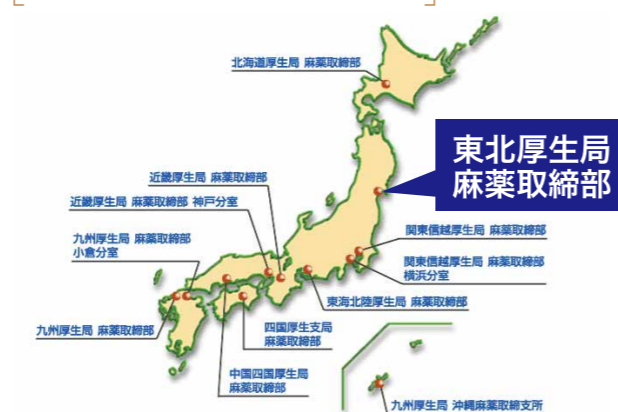 北海道厚生局 麻薬取締部
東北厚生局
麻薬取締部
近畿厚生局 麻薬取締部
近畿厚生局 麻薬取締部 神戸分室
九州厚生局 麻薬取締部
小倉分室
関東信越厚生局 麻薬取締部
関東信越厚生局 麻薬取締部
横浜分室
東海北陸厚生局 麻薬取締部
九州厚生局 麻薬取締部
四国厚生支局
麻薬取締部
中国四国厚生局
麻薬取締部
九州厚生局 沖縄麻薬取締支所